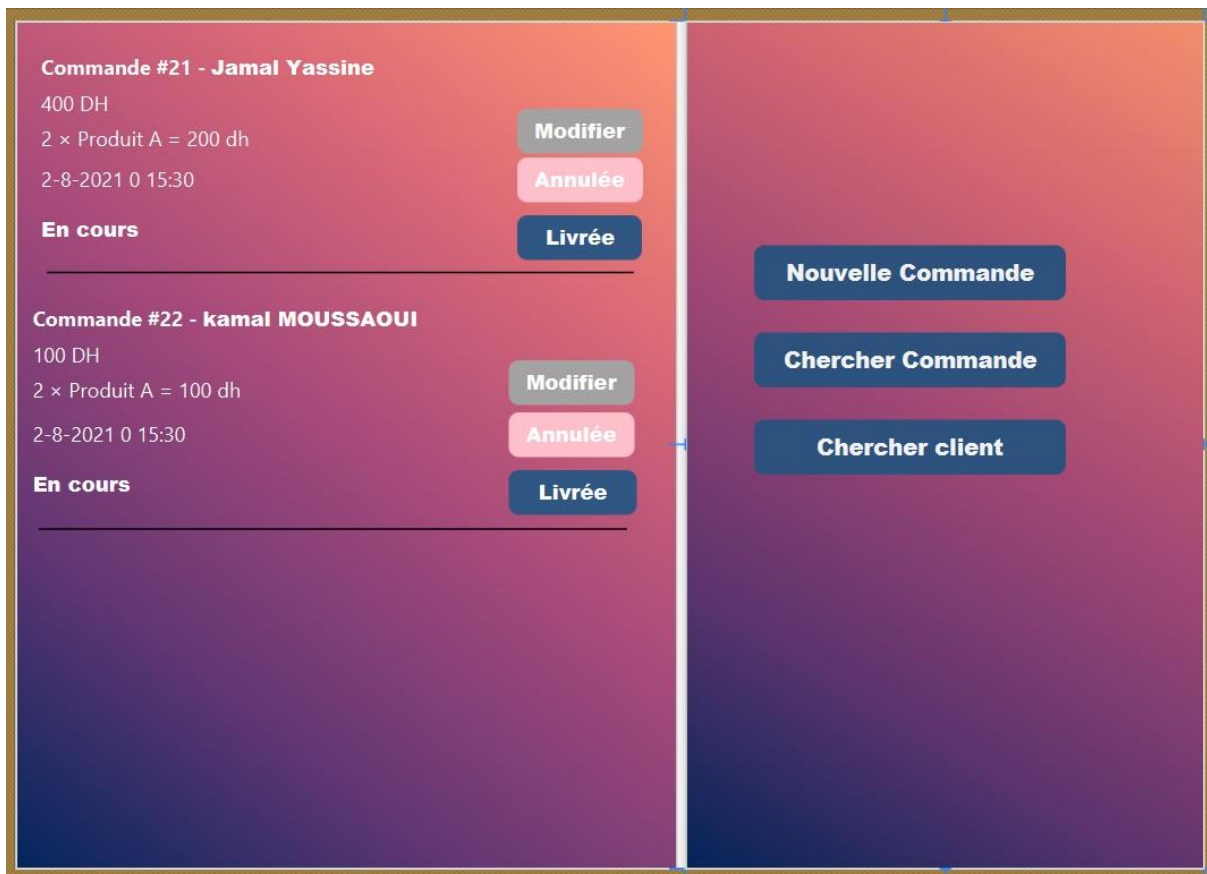 Commande #21 - Jamal Yassine
400 DH
2 × Produit A = 200 dh
2-8-2021 0 15:30
En cours
Modifier
Annulée
Livrée
Commande #22 - kamal MOUSSAOUI
100 DH
2 × Produit A = 100 dh
2-8-2021 0 15:30
En cours
Modifier
Annulée
Livrée
Nouvelle Commande
Chercher Commande
Chercher client